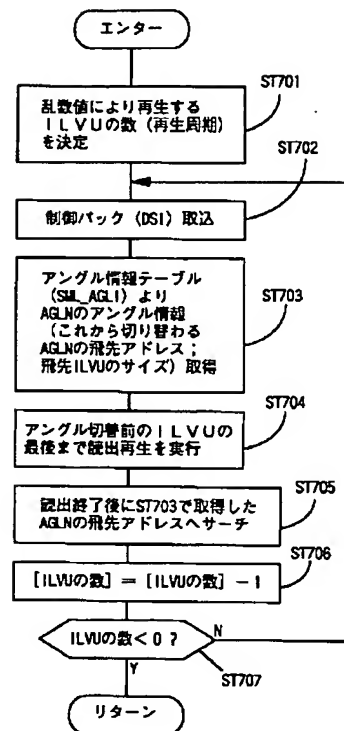 エンター
ST701
乱数値により再生する
ILVUの数(再生周期)
を決定
ST702
制御パック(DSI)取込
アングル情報テーブル
(SML_AGLI)より
AGLNのアングル情報
(これから切り替わる
AGLNの飛先アドレス;
飛先ILVUのサイズ)取得
ST703
ST704
アングル切替前のILVUの
最後まで読出再生を実行
ST705
読出終了後にST703で取得した
AGLNの飛先アドレスへサーチ
ST706
[ILVUの数]=[ILVUの数]-1
ILVUの数<0?
N
Y
ST707
リターン